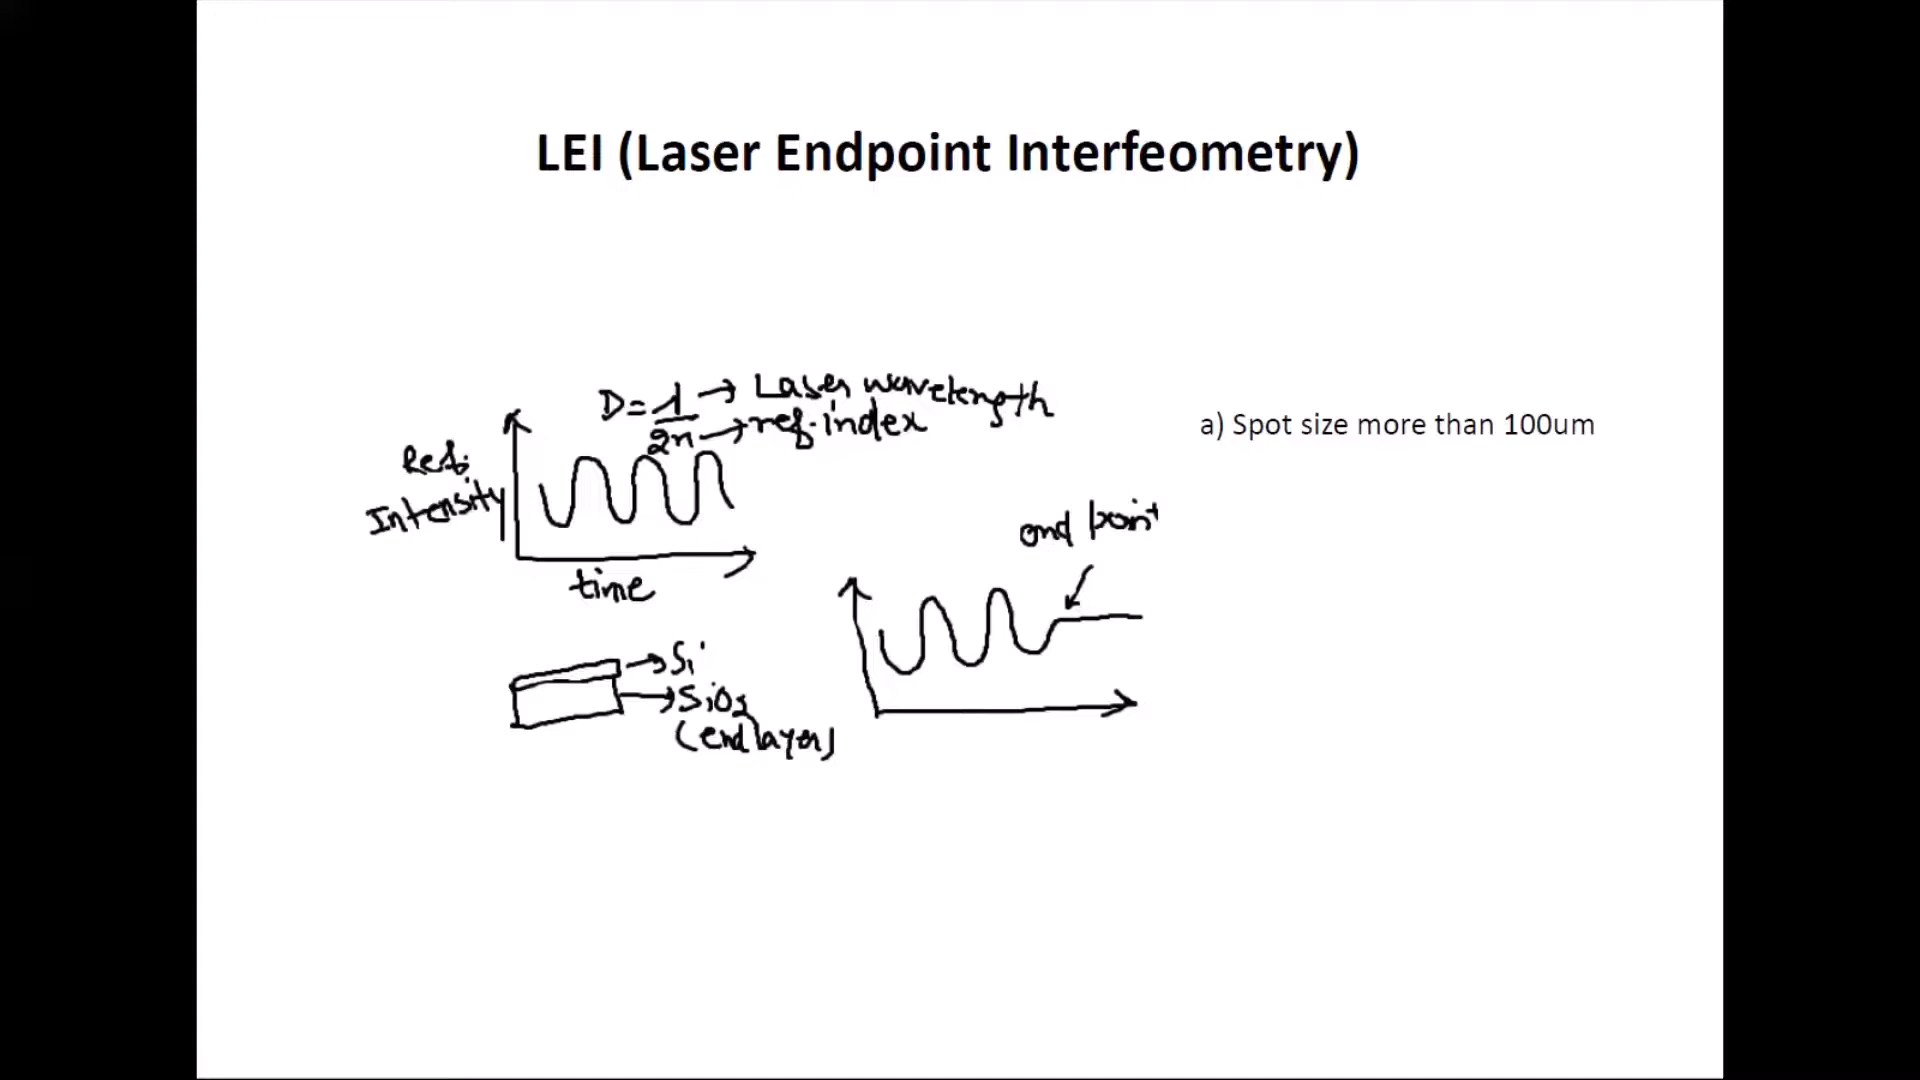 LEI (Laser Endpoint Interfeometry)
D = λ/2n → Laser wavelength
→ ref. index
Ref.
Intensity
time
a) Spot size more than 100um
end point
→ Si
→ SiO2
(end layer)